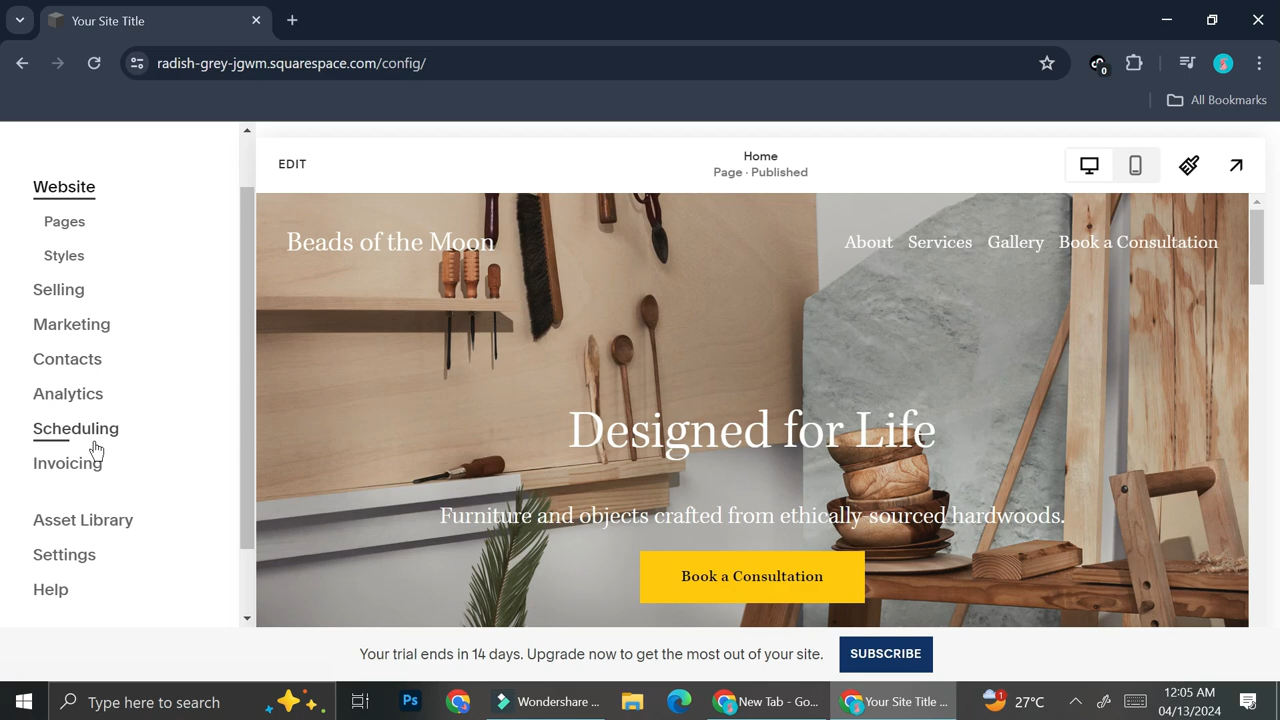 Your Site Title
radish-grey-jgwm.squarespace.com/config/
0
All Bookmarks
Website
Pages
Styles
Selling
Marketing
Contacts
Analytics
Scheduling
Invoicing
Asset Library
Settings
Help
EDIT
Home
Page · Published
Beads of the Moon
About Services Gallery Book a Consultation
Designed for Life
Furniture and objects crafted from ethically-sourced hardwoods.
Book a Consultation
Your trial ends in 14 days. Upgrade now to get the most out of your site.
SUBSCRIBE
Type here to search
Ps
Wondershare ...
New Tab - Go...
Your Site Title ...
1
27°C
12:05 AM
04/13/2024